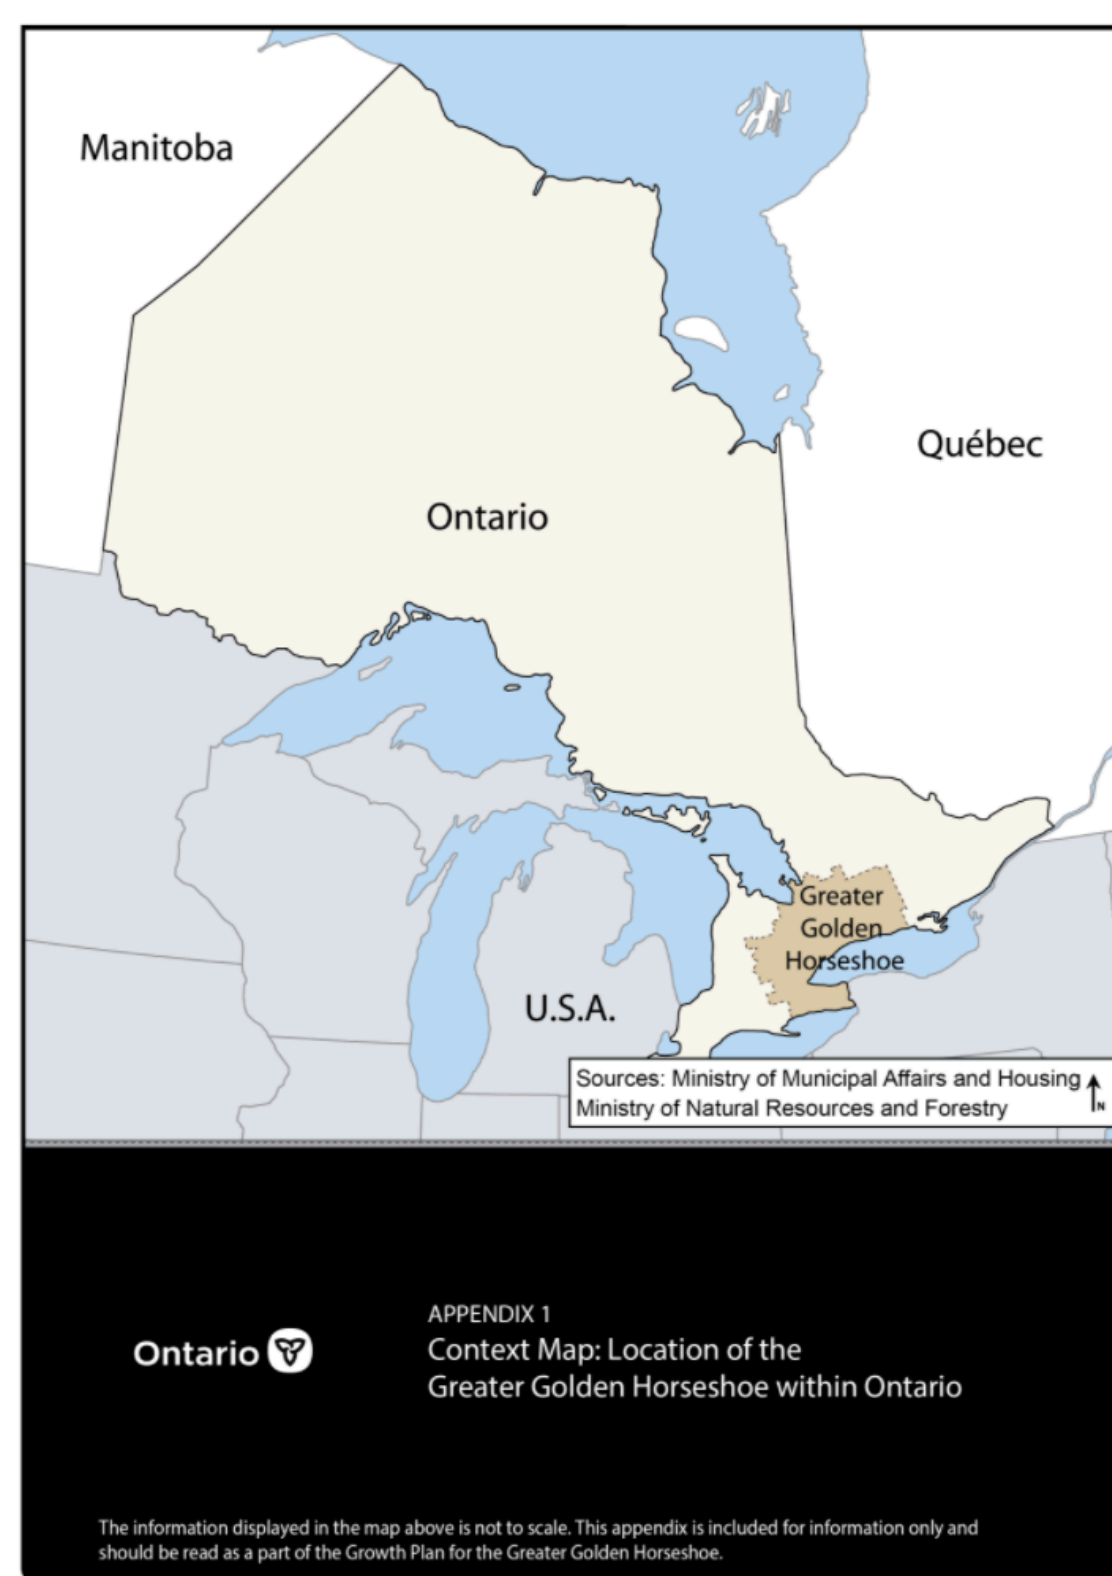 Manitoba
Québec
Ontario
Greater
Golden
Horseshoe
U.S.A.
Sources: Ministry of Municipal Affairs and Housing
Ministry of Natural Resources and Forestry
N
Ontario
APPENDIX 1
Context Map: Location of the
Greater Golden Horseshoe within Ontario
The information displayed in the map above is not to scale. This appendix is included for information only and
should be read as a part of the Growth Plan for the Greater Golden Horseshoe.